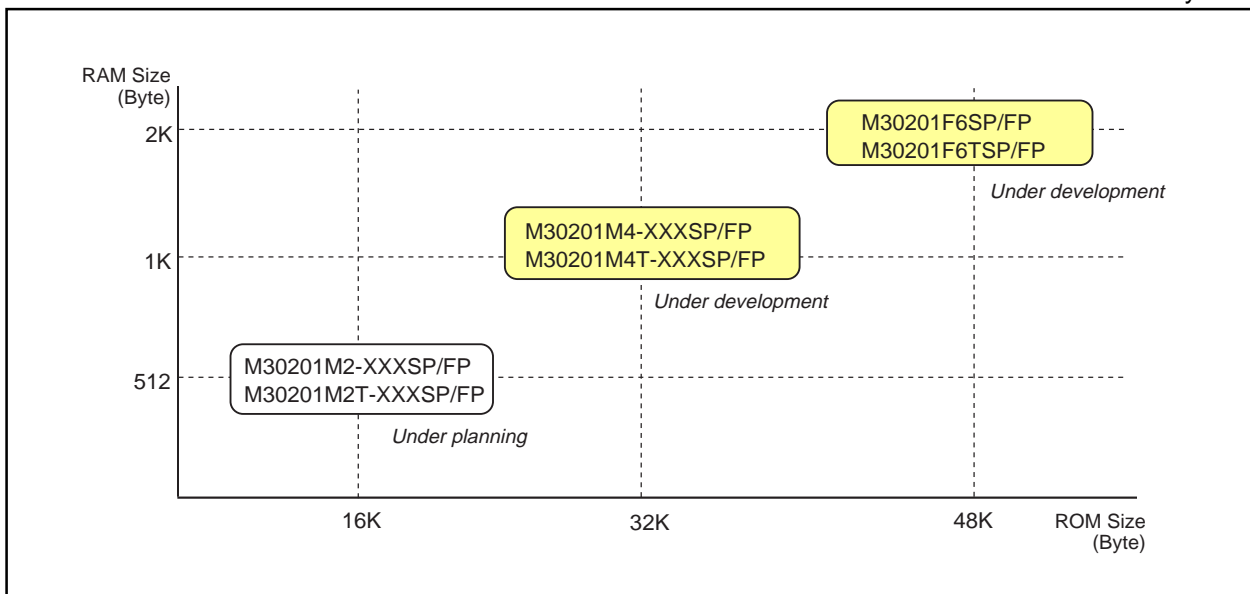 RAM Size
(Byte)
2K
M30201F6SP/FP
M30201F6TSP/FP
Under development
M30201M4-XXXSP/FP
M30201M4T-XXXSP/FP
1K
Under development
M30201M2-XXXSP/FP
M30201M2T-XXXSP/FP
512
Under planning
16K
32K
48K
ROM Size
(Byte)